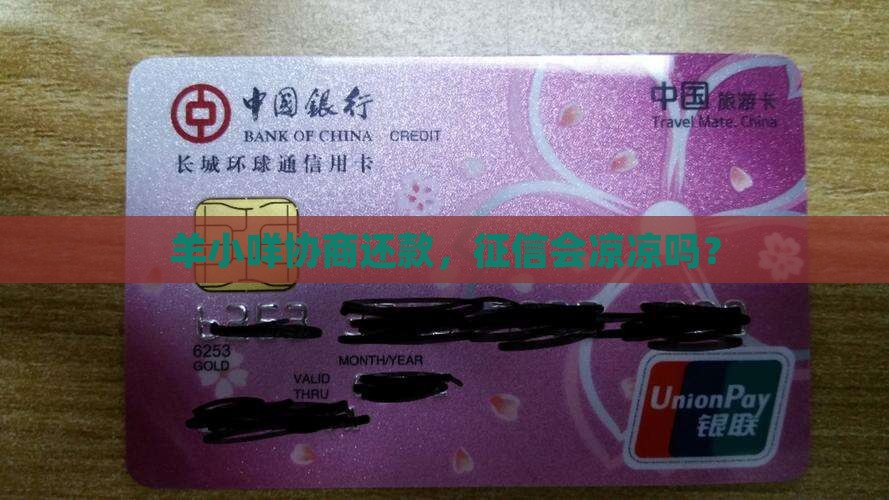 中国銀行
BANK OF CHINA CREDIT
长城环球通信用卡
中国 旅游卡
Travel Mate. China
羊小咩协商还款，征信会凉凉吗？
6253
6253
GOLD
MONTH/YEAR
VALID
THRU
UnionPay
银联